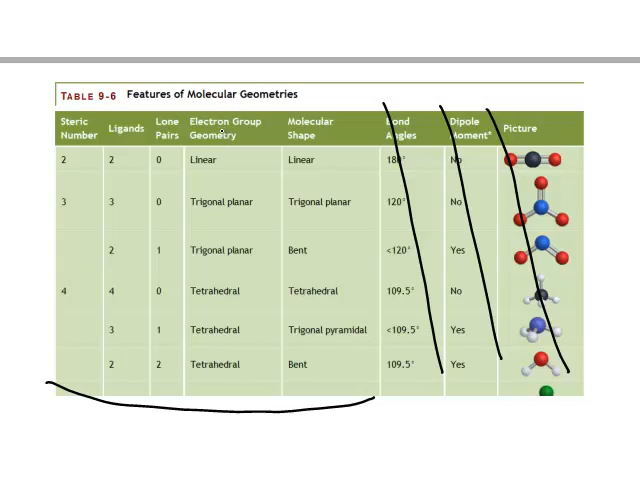 TABLE 9-6 Features of Molecular Geometries
Steric Number Ligands Lone Pairs Electron Group Geometry Molecular Shape Bond Angles Dipole Moment* Picture
2 2 0 Linear Linear 180° No
3 3 0 Trigonal planar Trigonal planar 120° No
2 1 Trigonal planar Bent <120° Yes
4 4 0 Tetrahedral Tetrahedral 109.5° No
3 1 Tetrahedral Trigonal pyramidal <109.5° Yes
2 2 Tetrahedral Bent 109.5° Yes